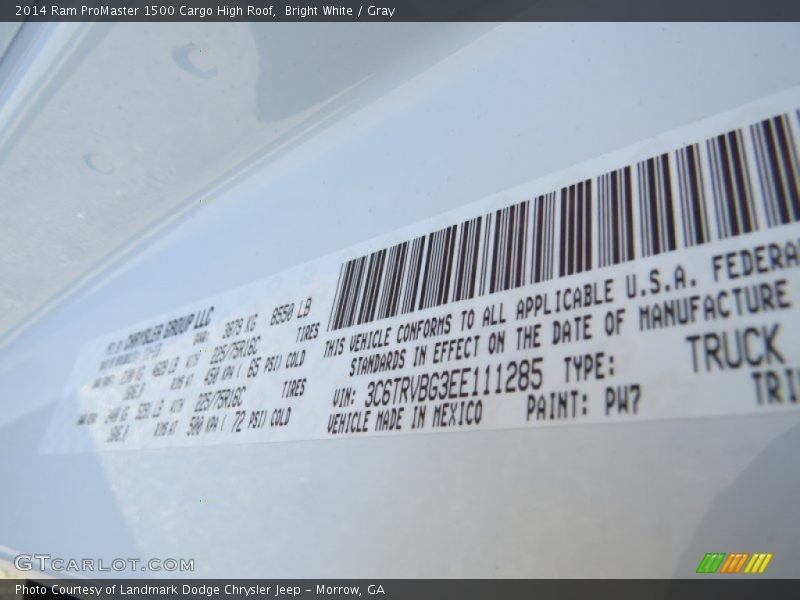 2014 Ram ProMaster 1500 Cargo High Roof, Bright White / Gray
CHRYSLER GROUP LLC
3879 KG 8550 LB
225/75R16C TIRES
450 KPA ( 65 PSI) COLD
225/75R16C TIRES
500 KPA ( 72 PSI) COLD
THIS VEHICLE CONFORMS TO ALL APPLICABLE U.S.A. FEDERA
STANDARDS IN EFFECT ON THE DATE OF MANUFACTURE
VIN: 3C6TRVBG3EE111285 TYPE: TRUCK
VEHICLE MADE IN MEXICO PAINT: PW7 TRI
GTCARLOT.COM
Photo Courtesy of Landmark Dodge Chrysler Jeep – Morrow, GA